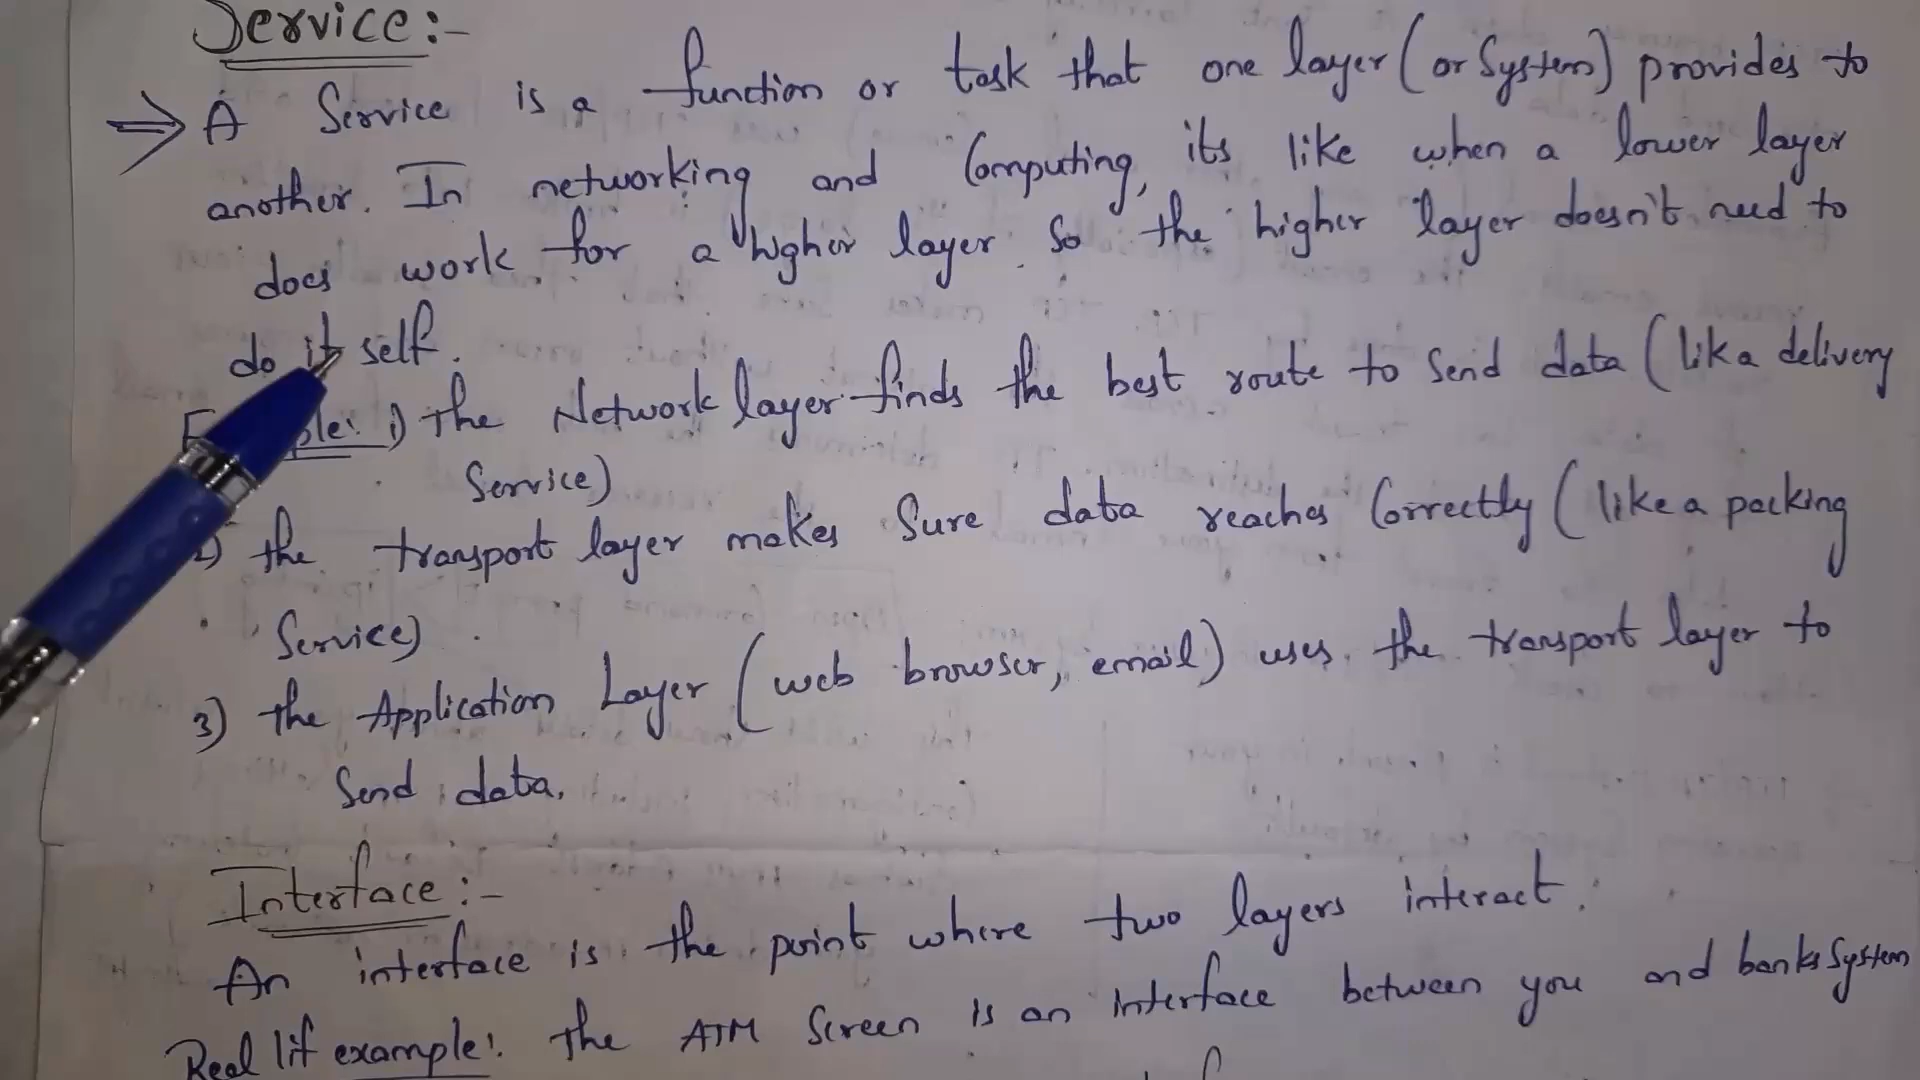 Service:-
⇒ A Service is a function or task that one layer (or System) provides to
another. In networking and Computing, its like when a lower layer
does work for a higher layer so the higher layer doesn't need to
do it self.
1) The Network layer finds the best route to Send data (like a delivery
Service)
2) the transport layer makes Sure data reaches Correctly (like a packing
Service)
3) the Application Layer (web browser, email) uses the transport layer to
Send data.
Interface:-
An interface is the point where two layers interact.
Real lif example: The ATM Screen is an interface between you and banks System